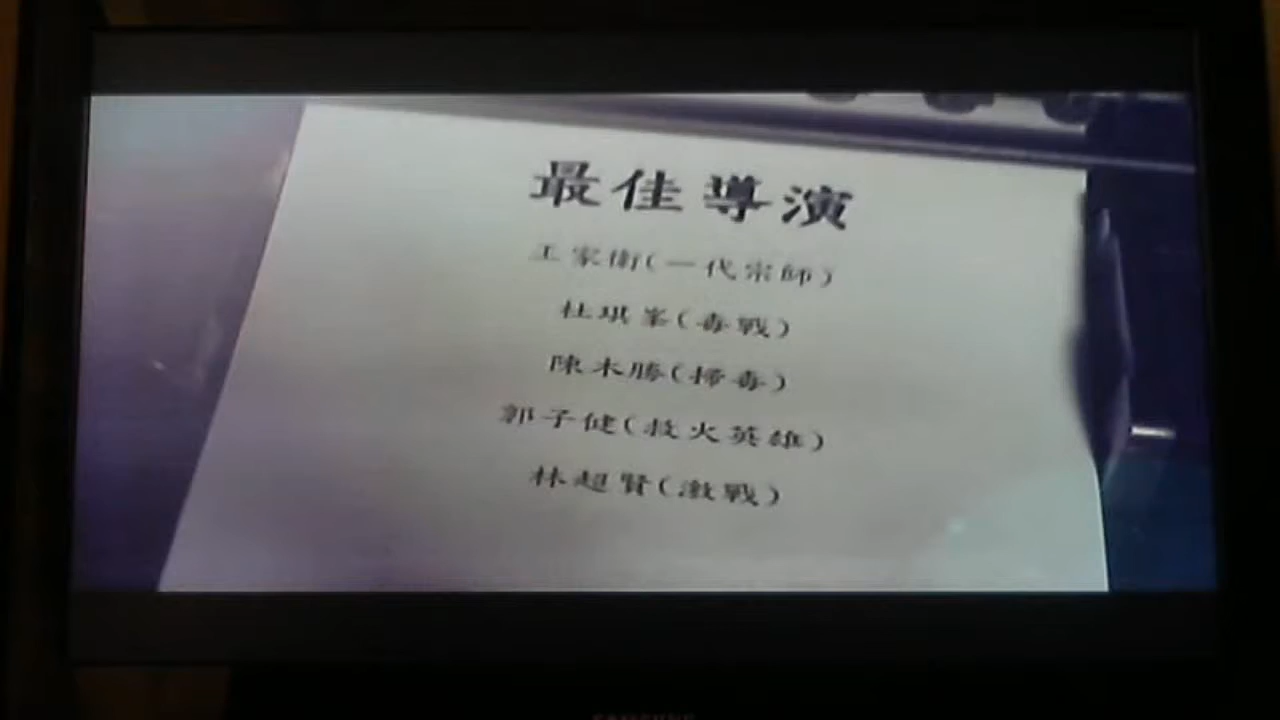 最佳導演
王家衛(一代宗師)
杜琪峯(毒戰)
陳木勝(掃毒)
郭子健(救火英雄)
林超賢(激戰)
SAMSUNG